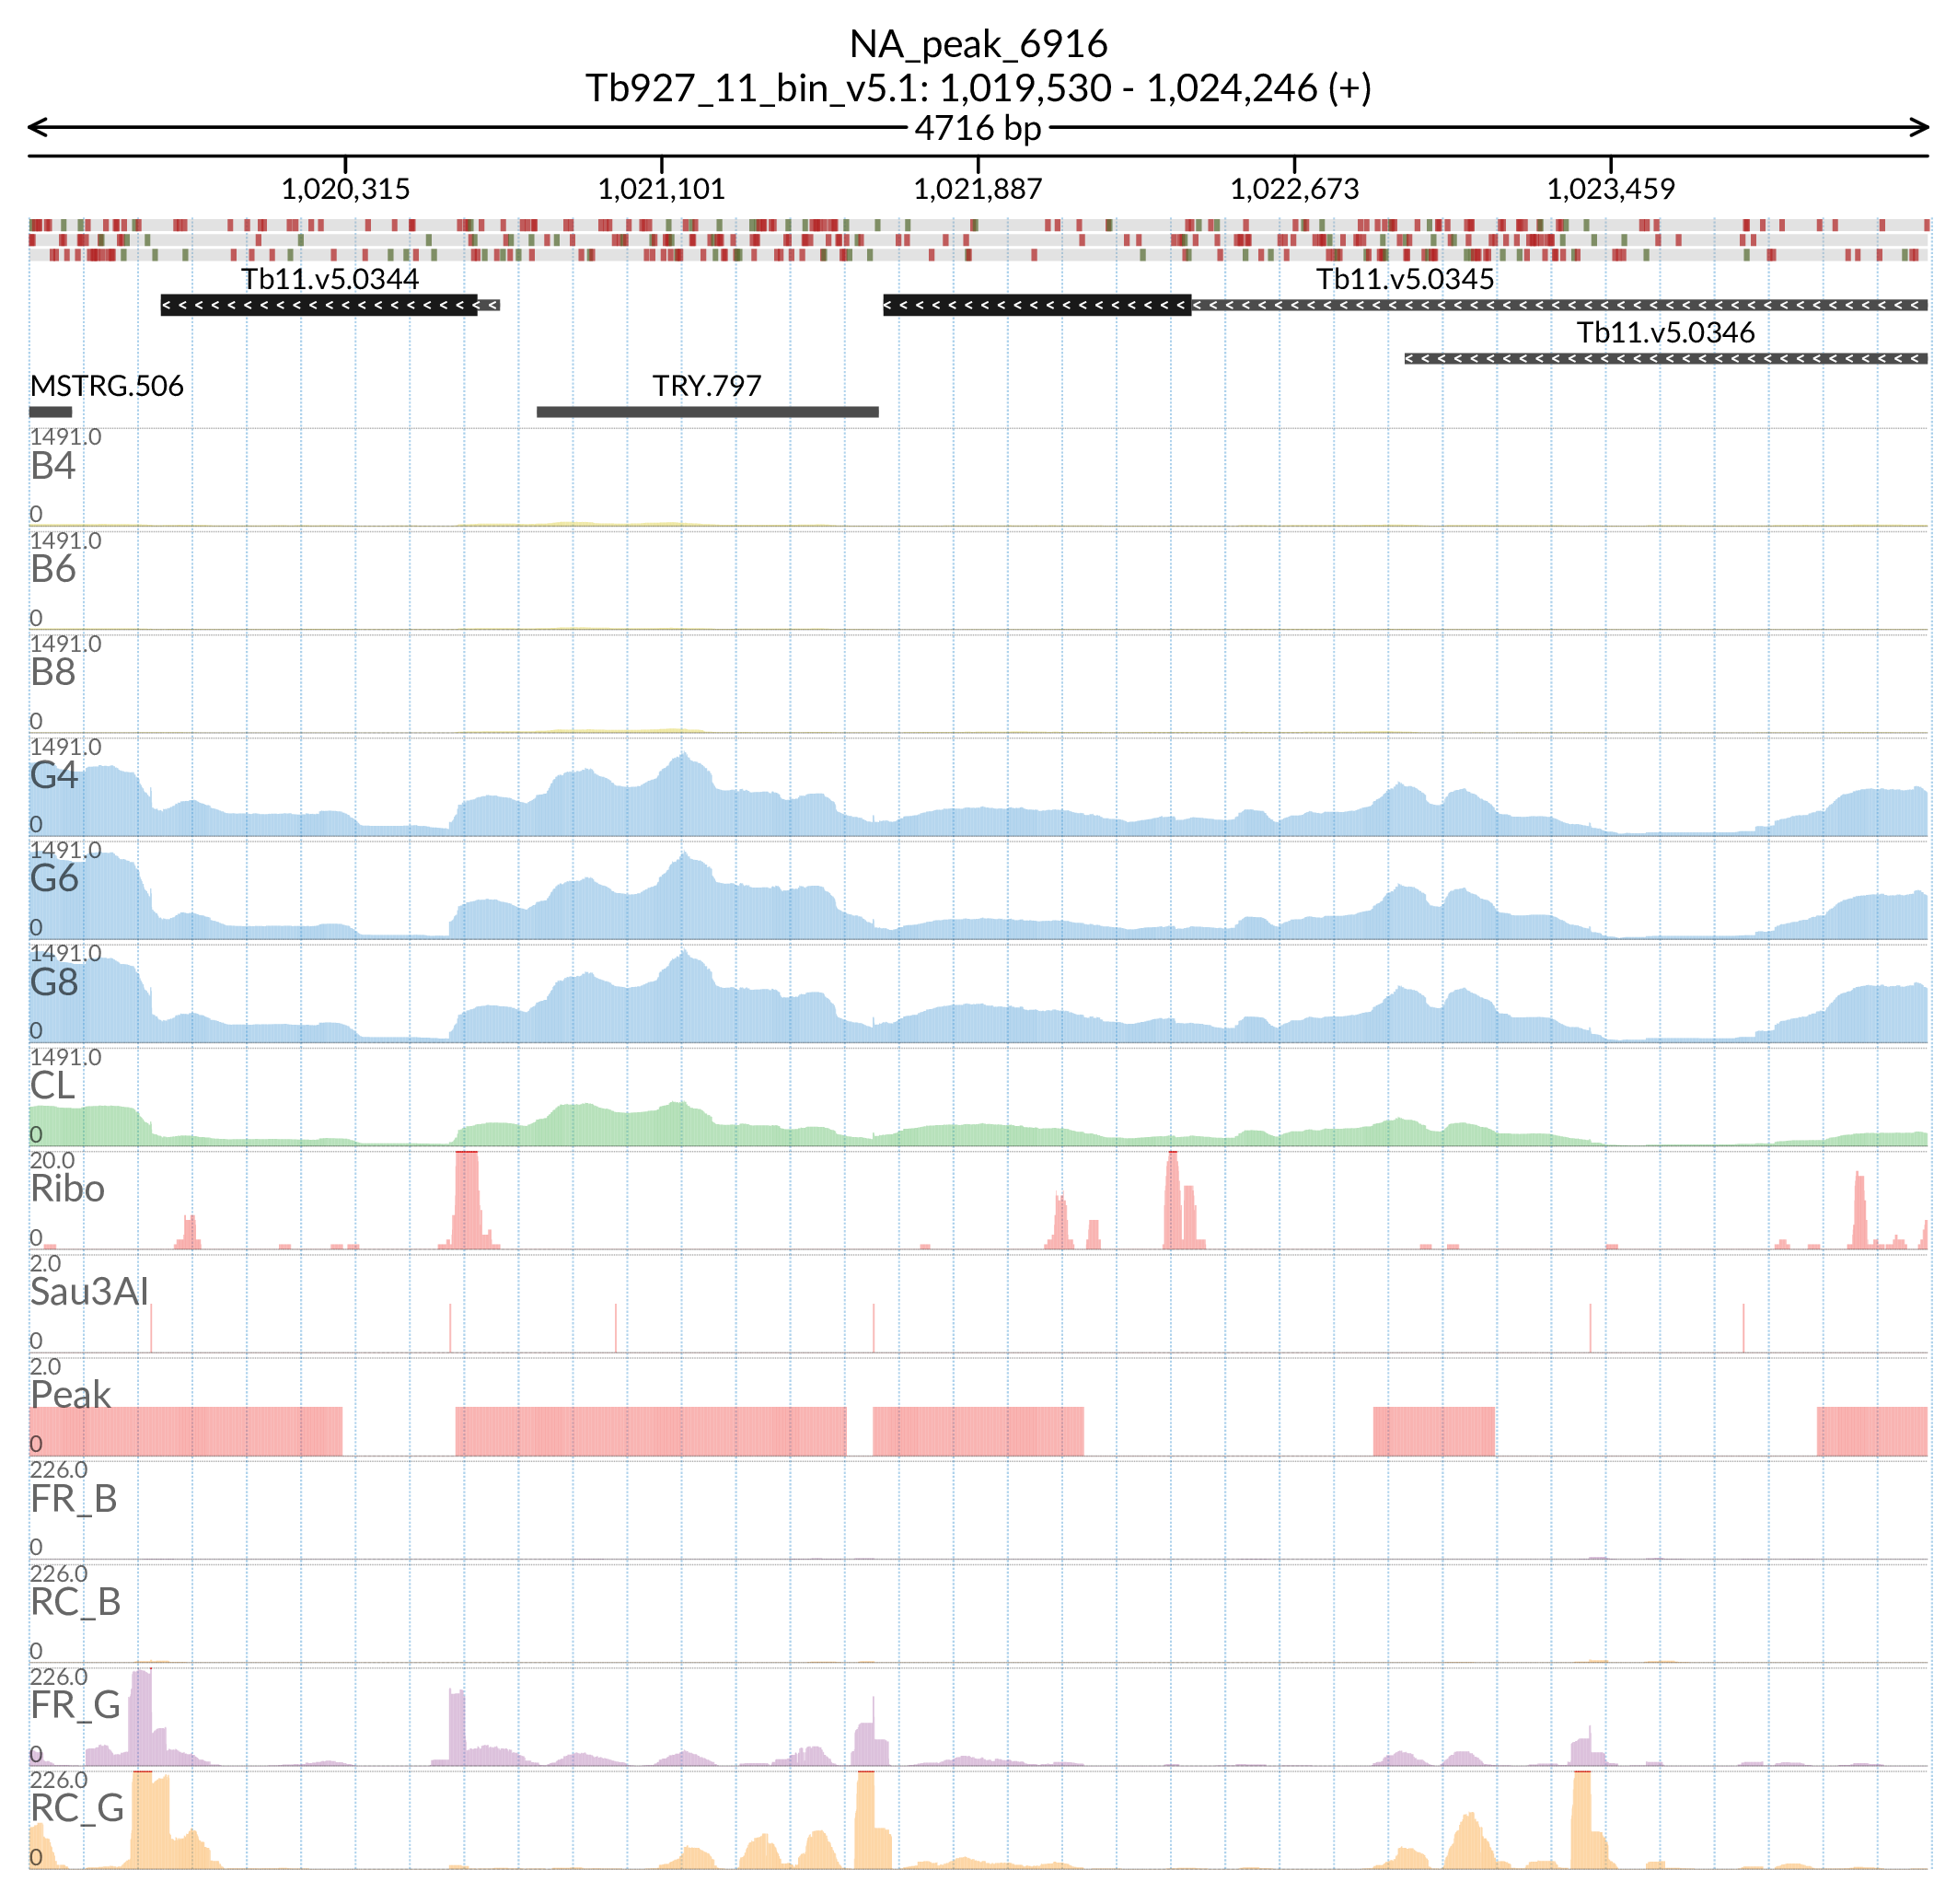 NA_peak_6916
Tb927_11_bin_v5.1: 1,019,530 - 1,024,246 (+)
4716 bp
1,020,315 1,021,101 1,021,887 1,022,673 1,023,459
Tb11.v5.0344 Tb11.v5.0345
Tb11.v5.0346
MSTRG.506 TRY.797
1491.0
B4
0
1491.0
B6
0
1491.0
B8
0
1491.0
G4
0
1491.0
G6
0
1491.0
G8
0
1491.0
CL
0
20.0
Ribo
0
2.0
Sau3AI
0
2.0
Peak
0
226.0
FR_B
0
226.0
RC_B
0
226.0
FR_G
0
226.0
RC_G
0